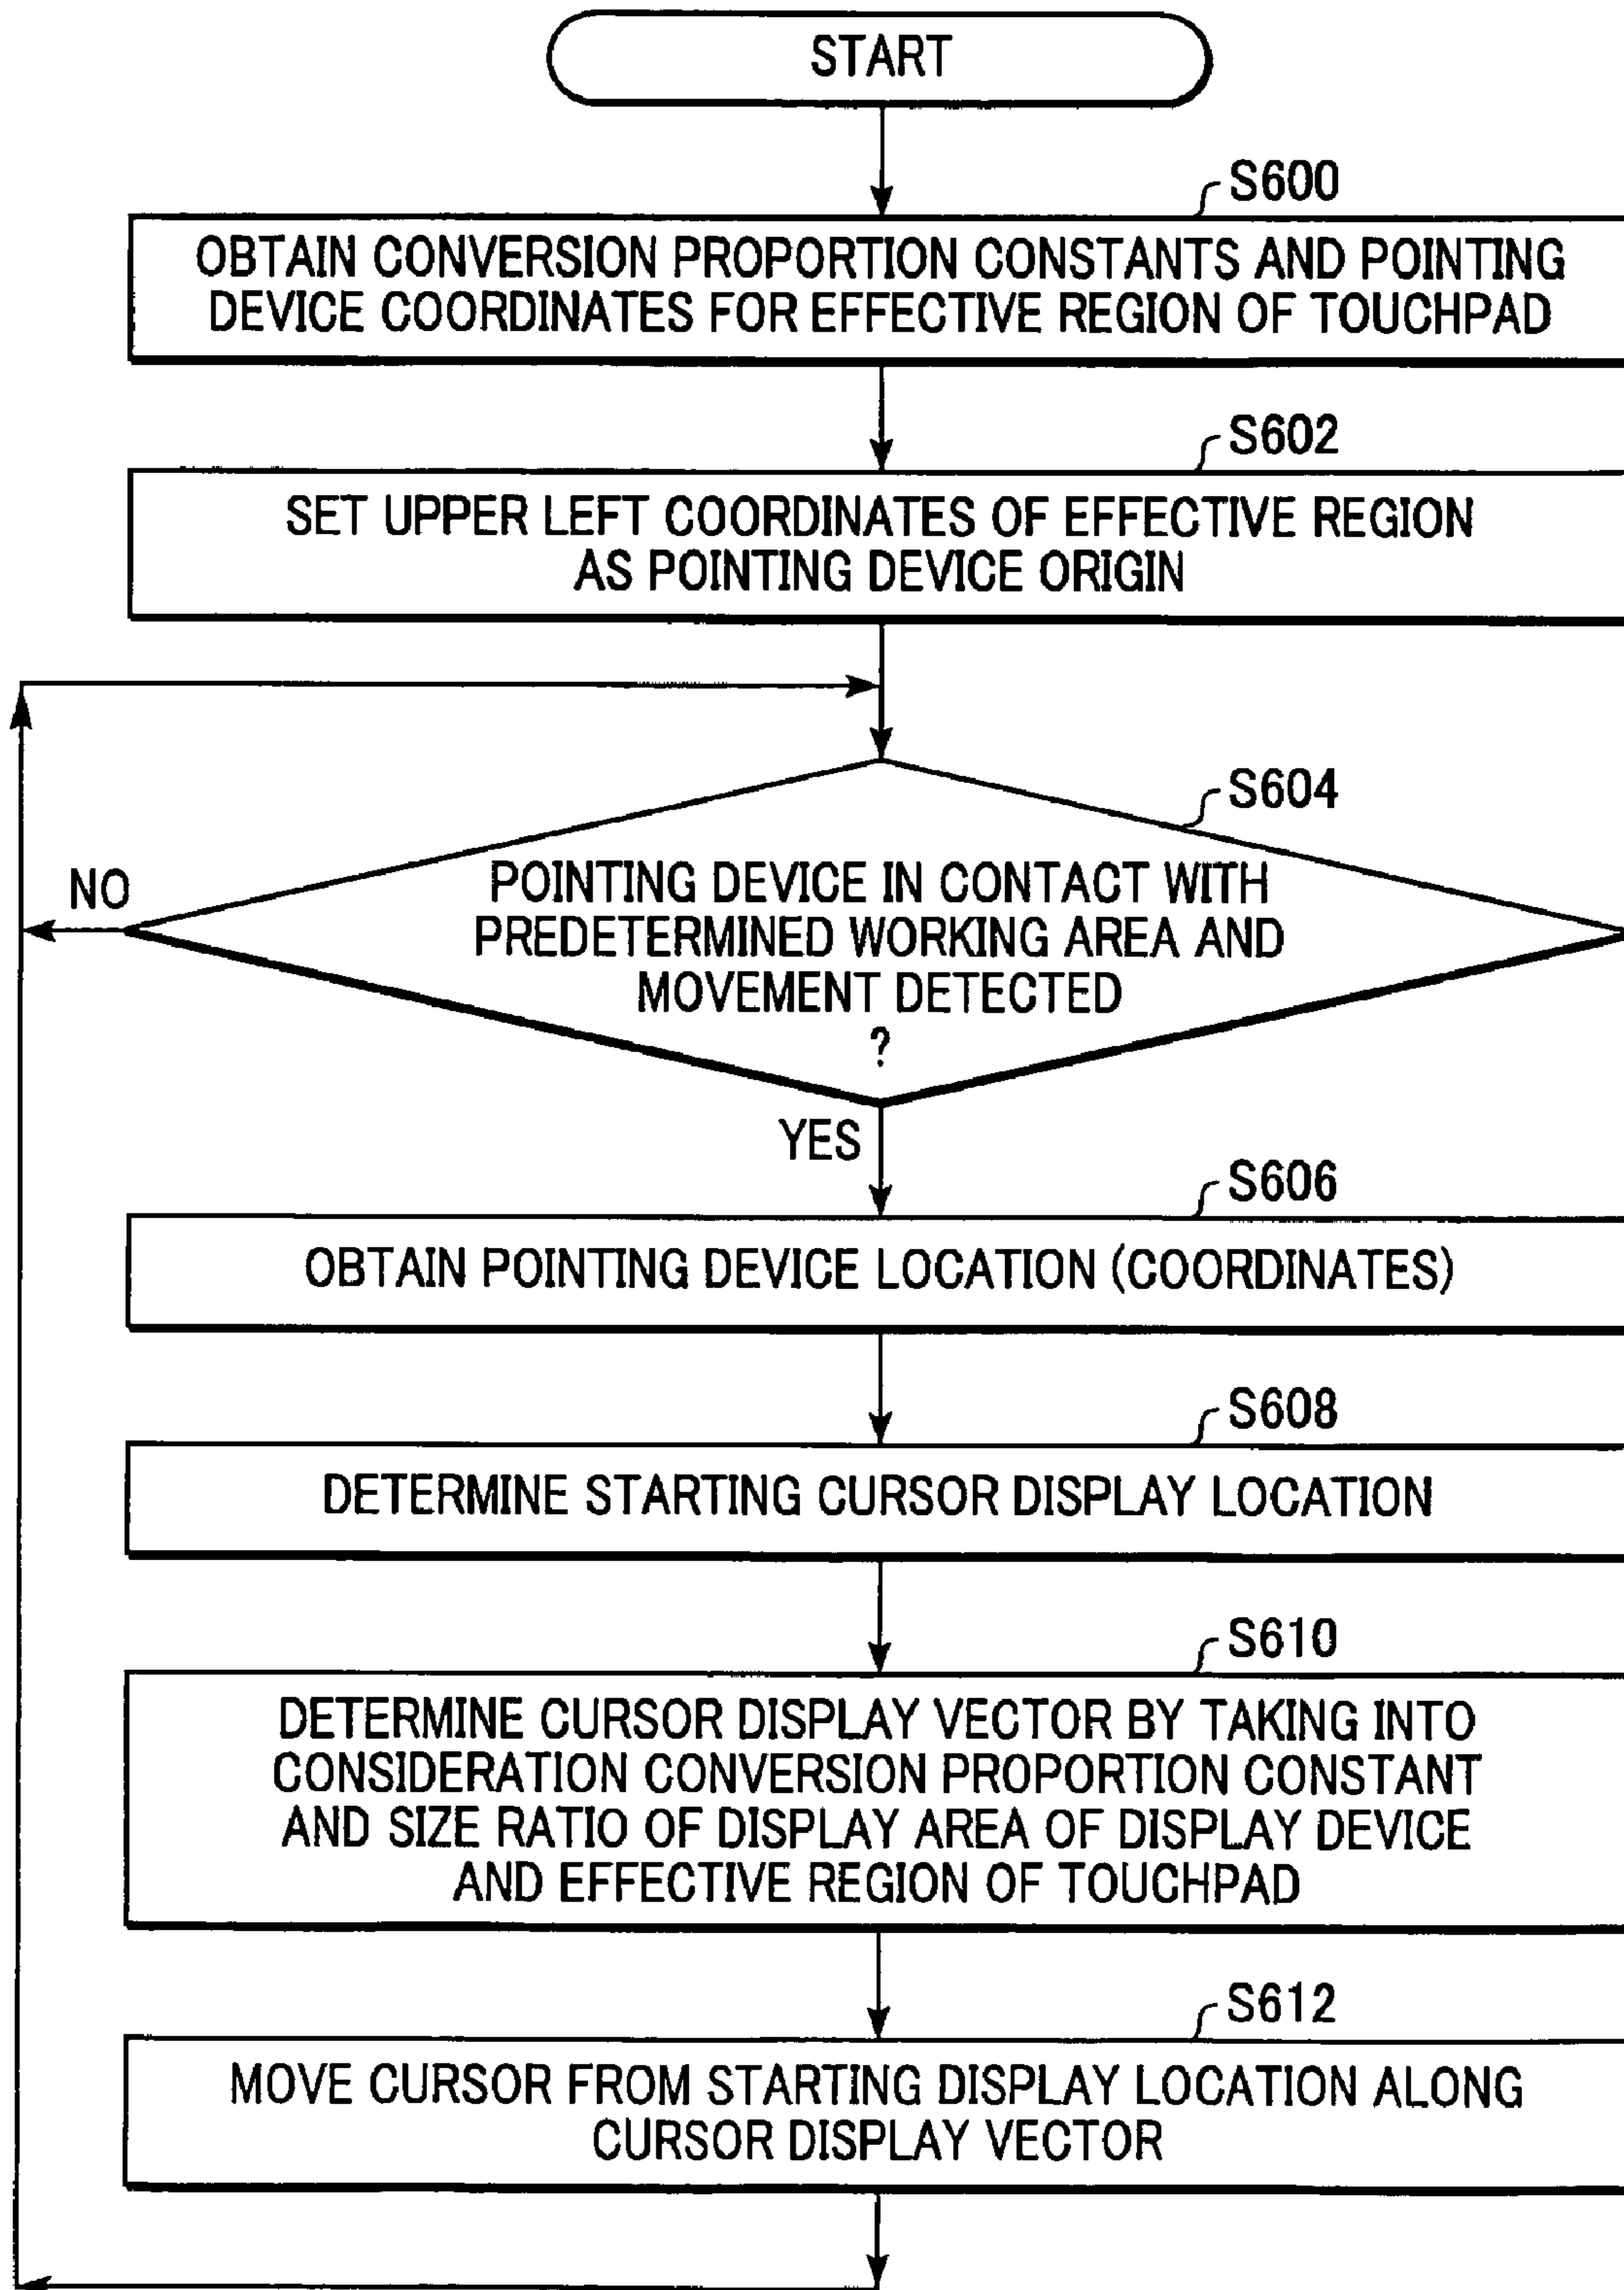 START
S600
OBTAIN CONVERSION PROPORTION CONSTANTS AND POINTING
DEVICE COORDINATES FOR EFFECTIVE REGION OF TOUCHPAD
S602
SET UPPER LEFT COORDINATES OF EFFECTIVE REGION
AS POINTING DEVICE ORIGIN
S604
NO
POINTING DEVICE IN CONTACT WITH
PREDETERMINED WORKING AREA AND
MOVEMENT DETECTED
?
YES
S606
OBTAIN POINTING DEVICE LOCATION (COORDINATES)
S608
DETERMINE STARTING CURSOR DISPLAY LOCATION
S610
DETERMINE CURSOR DISPLAY VECTOR BY TAKING INTO
CONSIDERATION CONVERSION PROPORTION CONSTANT
AND SIZE RATIO OF DISPLAY AREA OF DISPLAY DEVICE
AND EFFECTIVE REGION OF TOUCHPAD
S612
MOVE CURSOR FROM STARTING DISPLAY LOCATION ALONG
CURSOR DISPLAY VECTOR